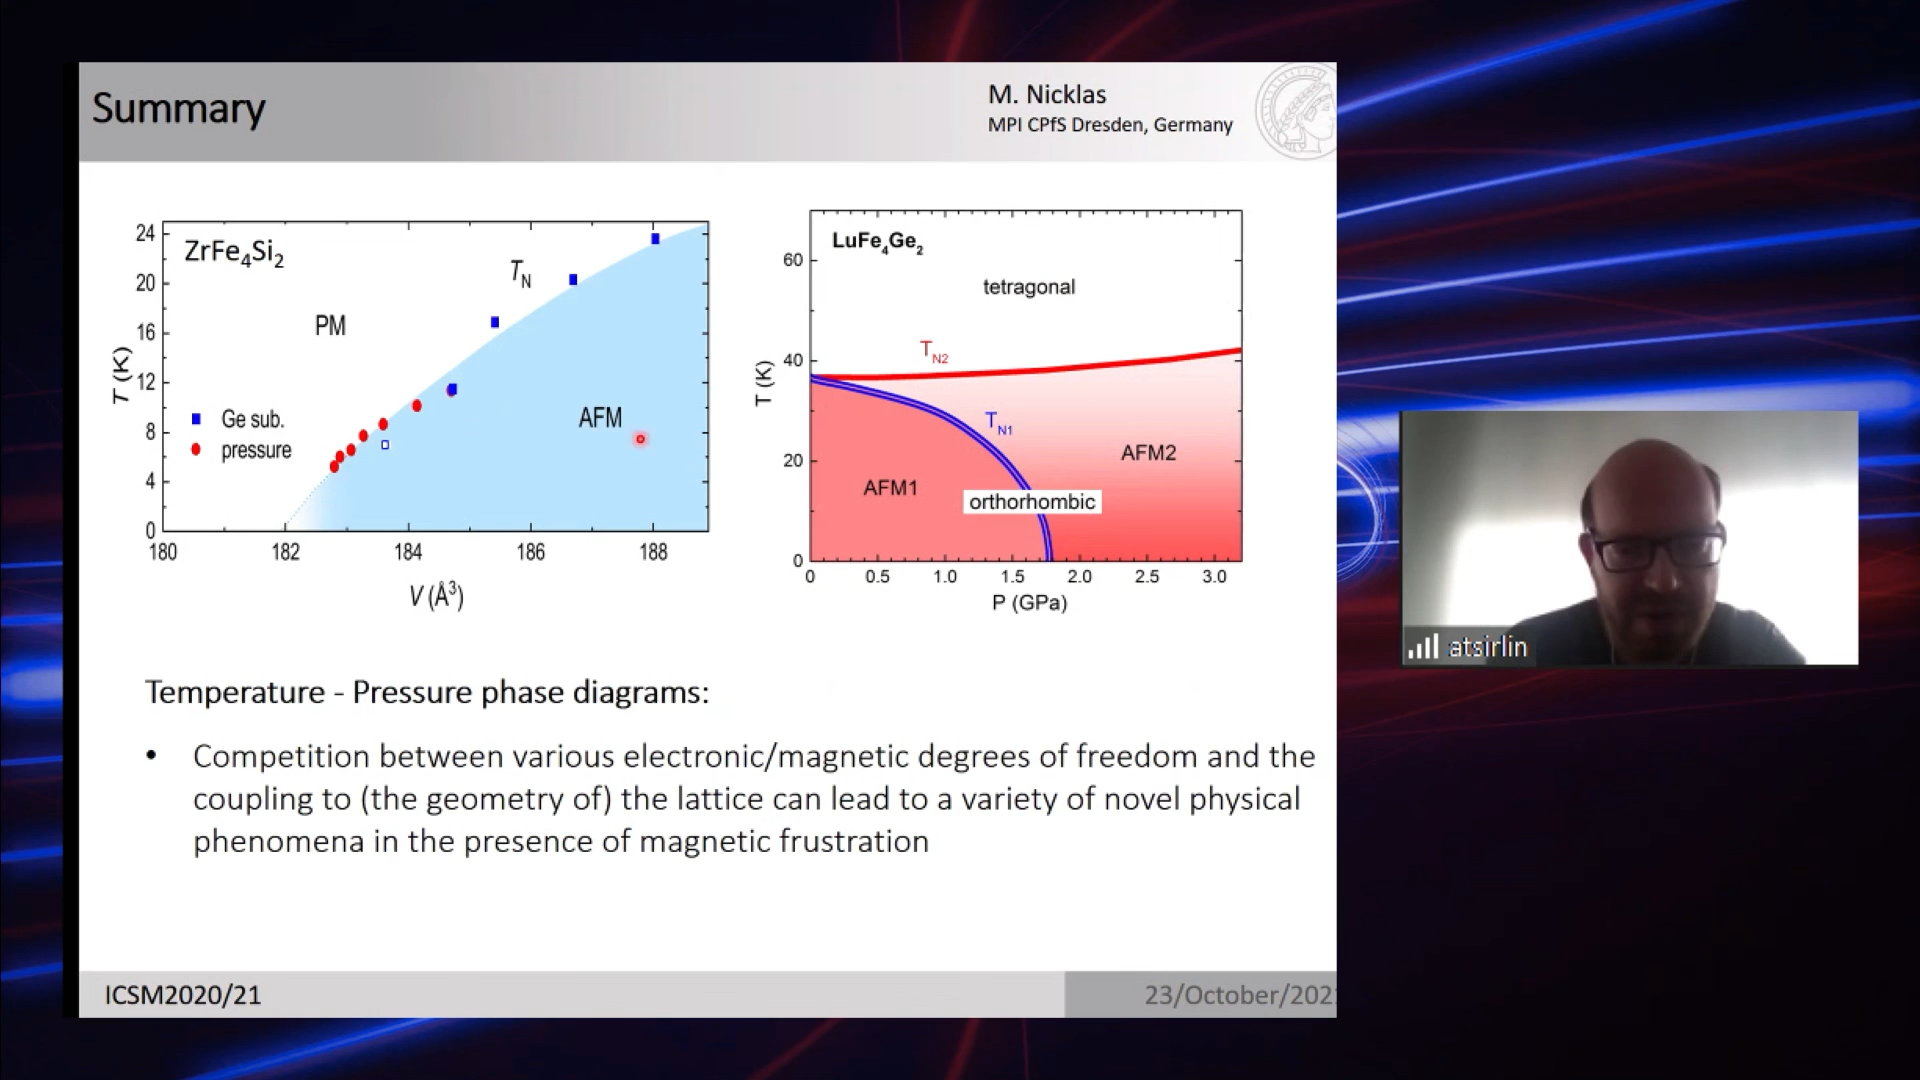 Summary
M. Nicklas
MPI CPfS Dresden, Germany
24
20
16
12
8
4
0
T (K)
ZrFe₄Si₂
T_N
PM
AFM
Ge sub.
pressure
180
182
184
186
188
V (Å³)
60
40
20
0
T (K)
LuFe₄Ge₂
tetragonal
T_N2
T_N1
AFM1
AFM2
orthorhombic
0
0.5
1.0
1.5
2.0
2.5
3.0
P (GPa)
Temperature - Pressure phase diagrams:
• Competition between various electronic/magnetic degrees of freedom and the
coupling to (the geometry of) the lattice can lead to a variety of novel physical
phenomena in the presence of magnetic frustration
ICSM2020/21
23/October/202
atsirlin